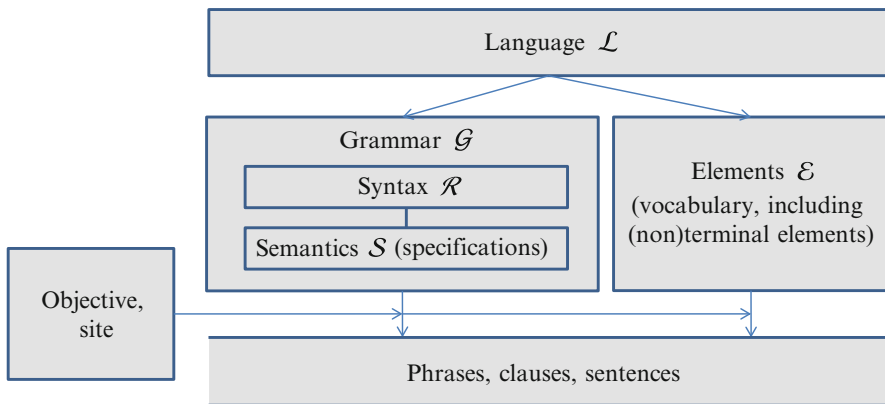 Language ℒ
Grammar 𝒢
Syntax ℛ
Semantics 𝒮 (specifications)
Elements ℰ
(vocabulary, including
(non)terminal elements)
Objective,
site
Phrases, clauses, sentences